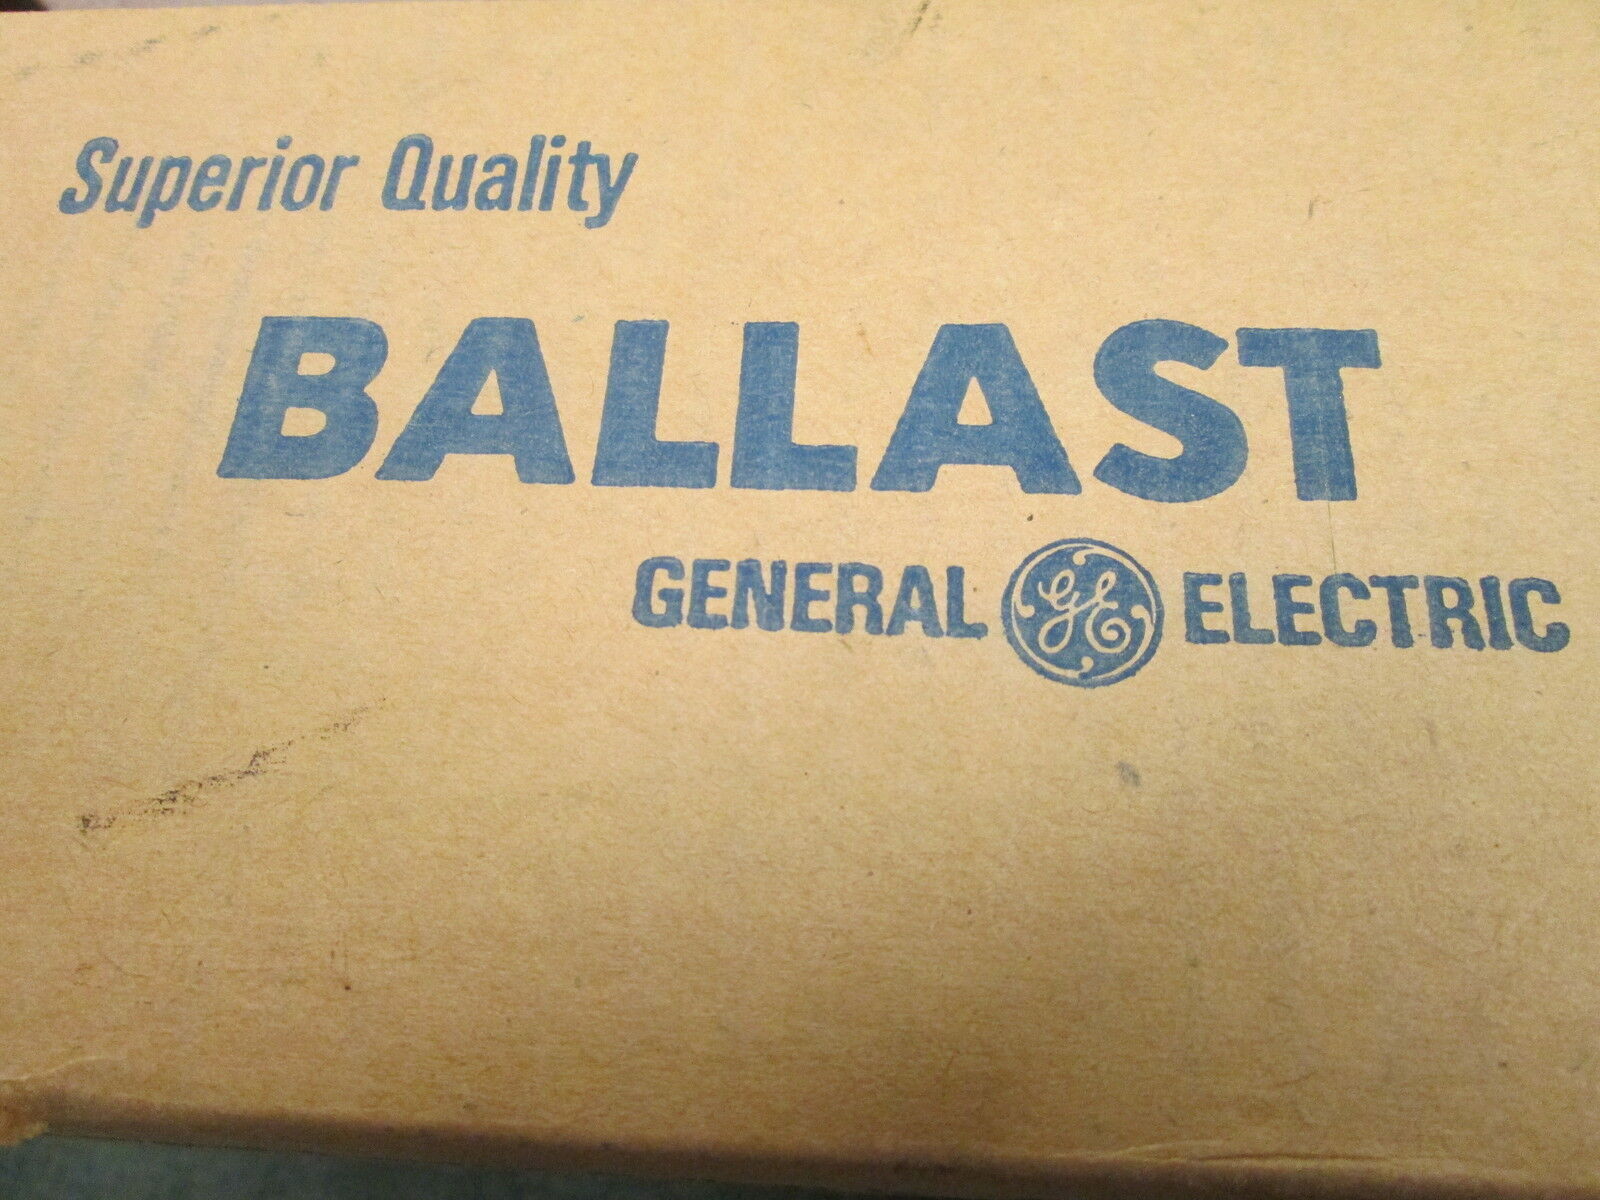 Superior Quality
BALLAST
GENERAL GE ELECTRIC